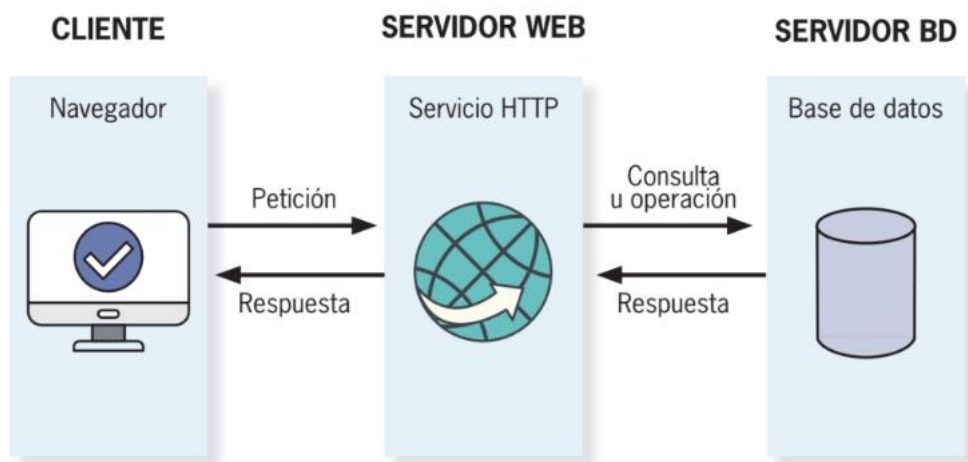 CLIENTE
SERVIDOR WEB
SERVIDOR BD
Navegador
Servicio HTTP
Base de datos
Petición
Respuesta
Consulta
u operación
Respuesta